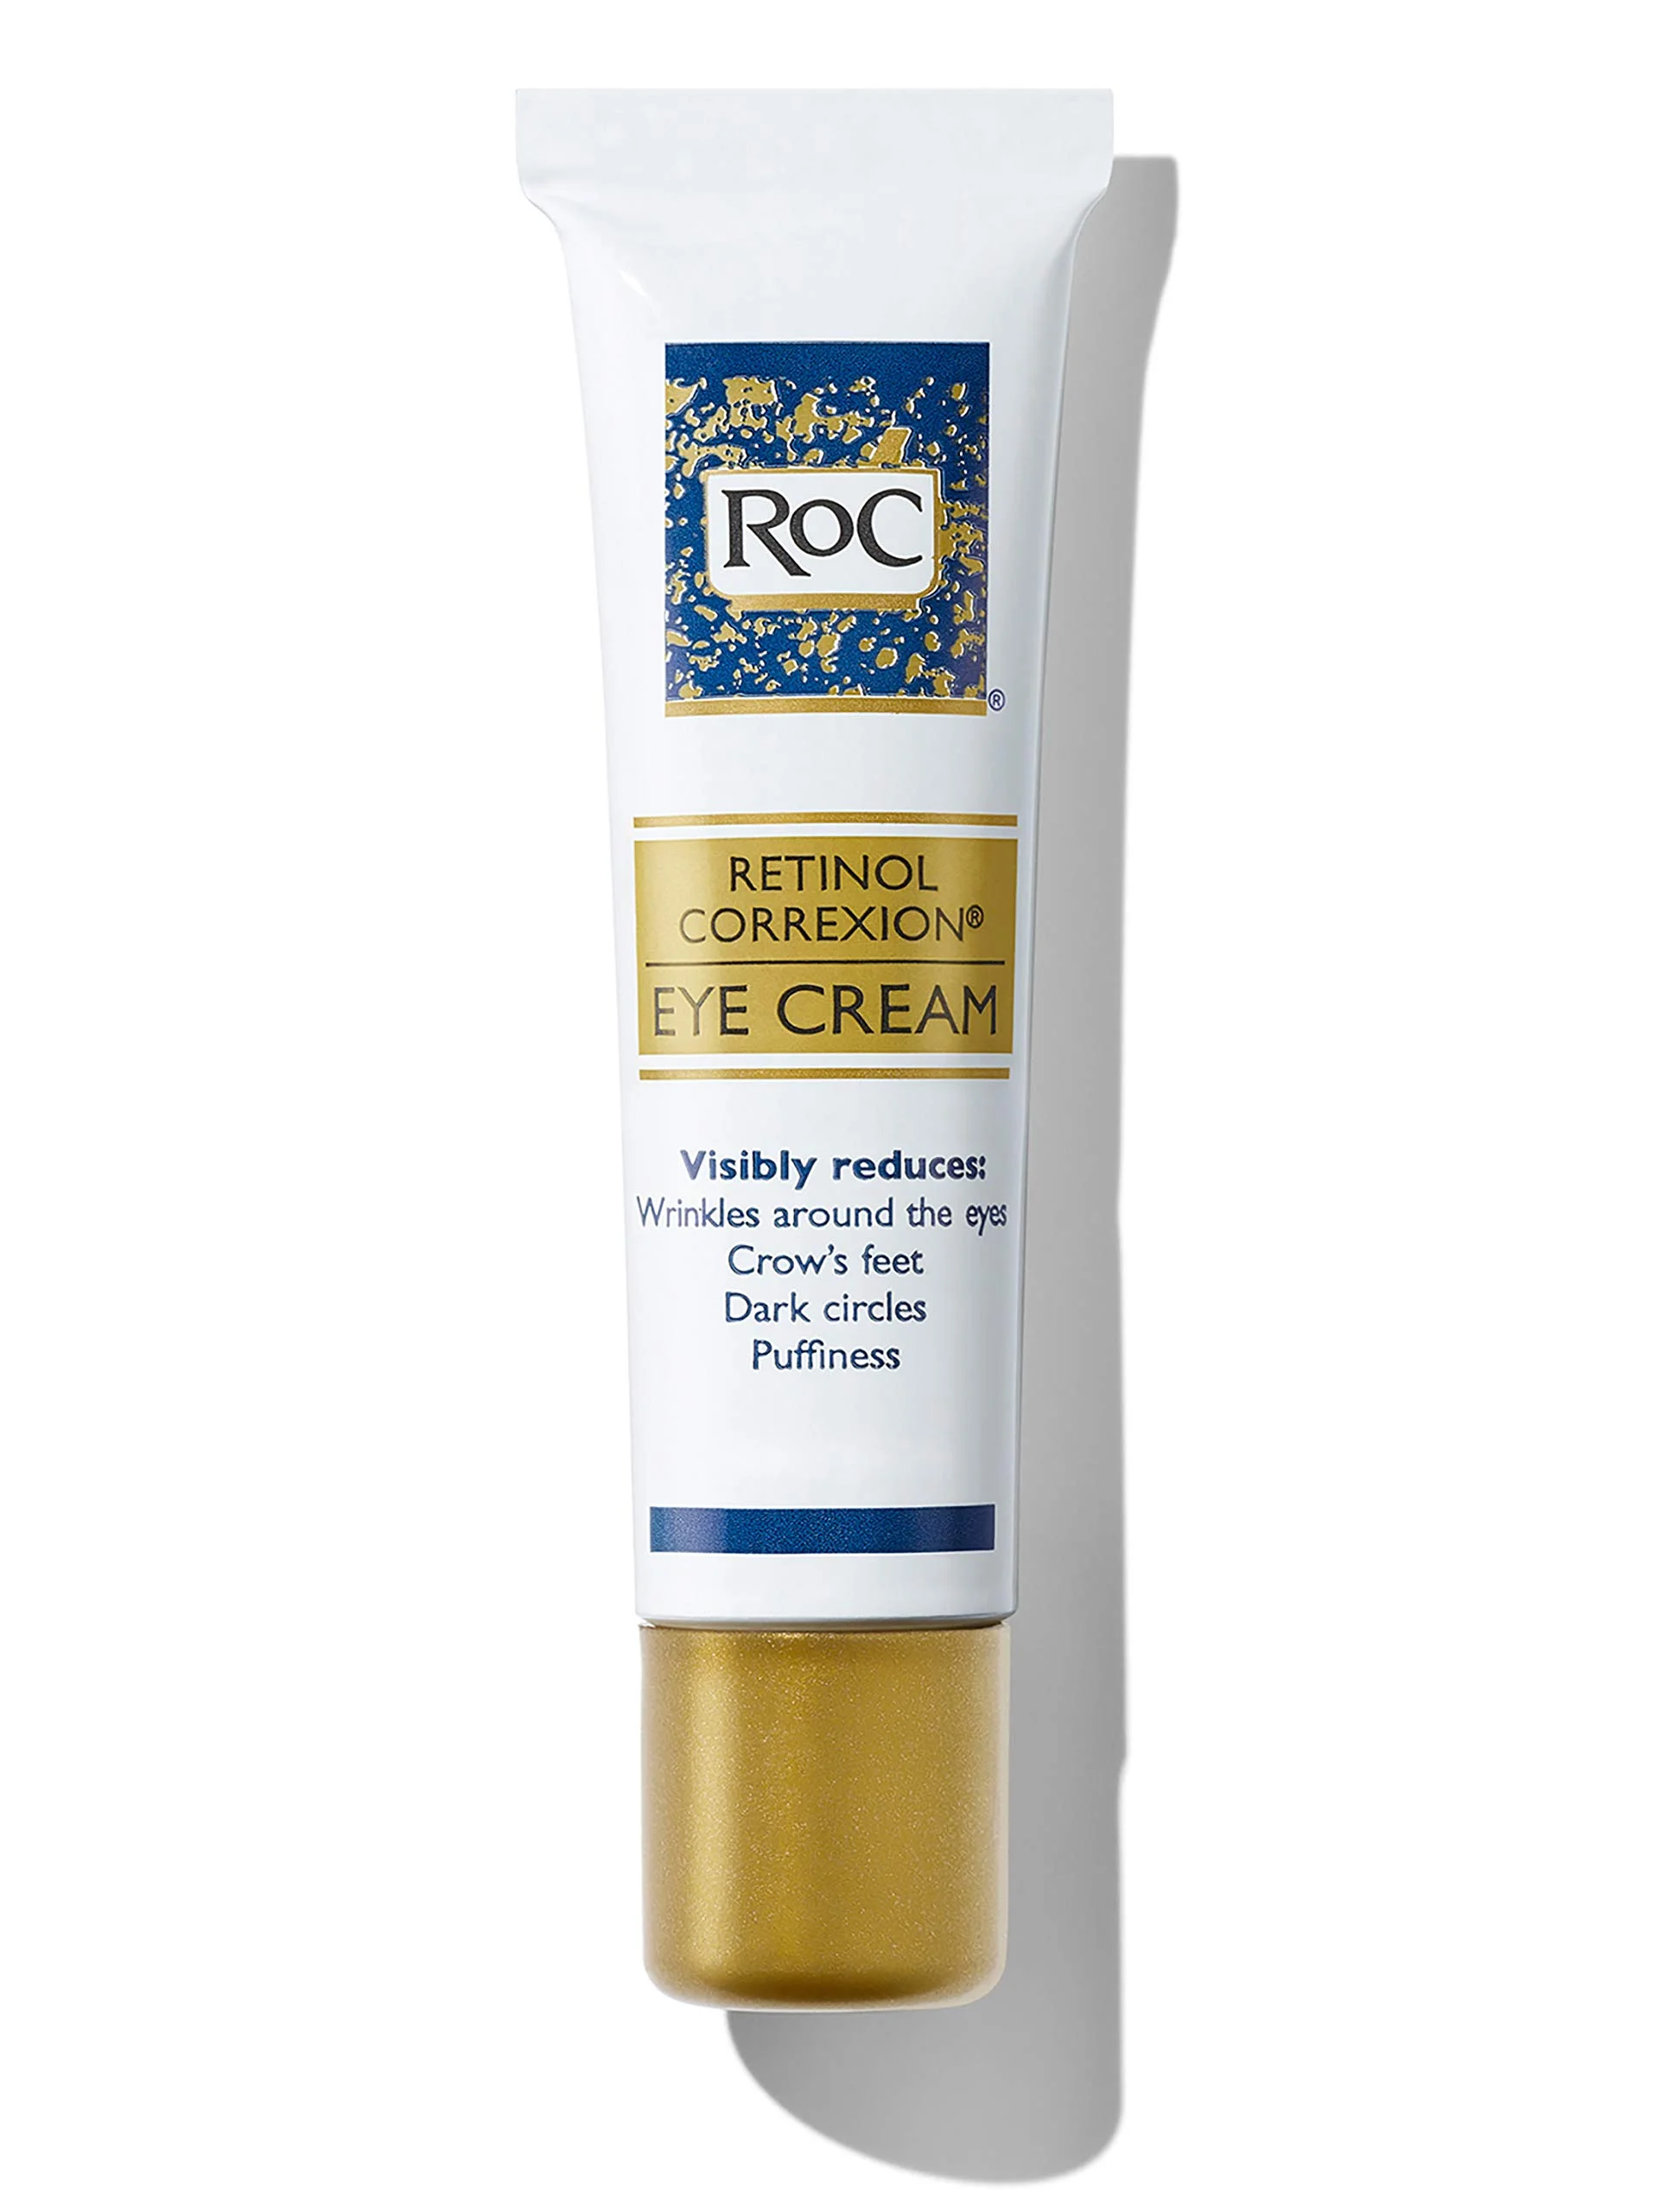 RoC
®
RETINOL
CORREXION®
EYE CREAM
Visibly reduces:
Wrinkles around the eyes
Crow's feet
Dark circles
Puffiness